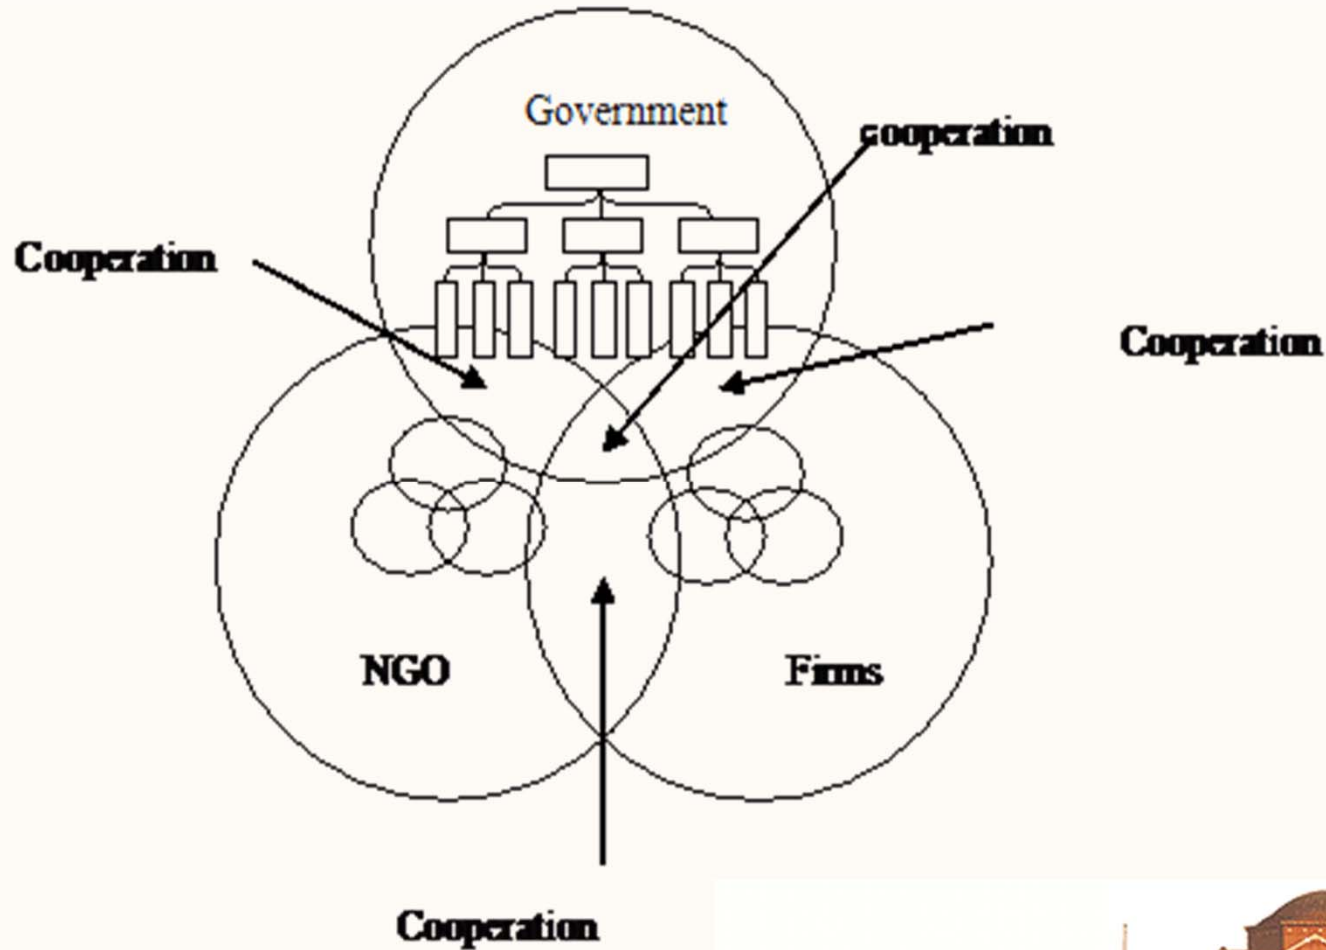 Government
cooperation
Cooperation
Cooperation
NGO
Firms
Cooperation